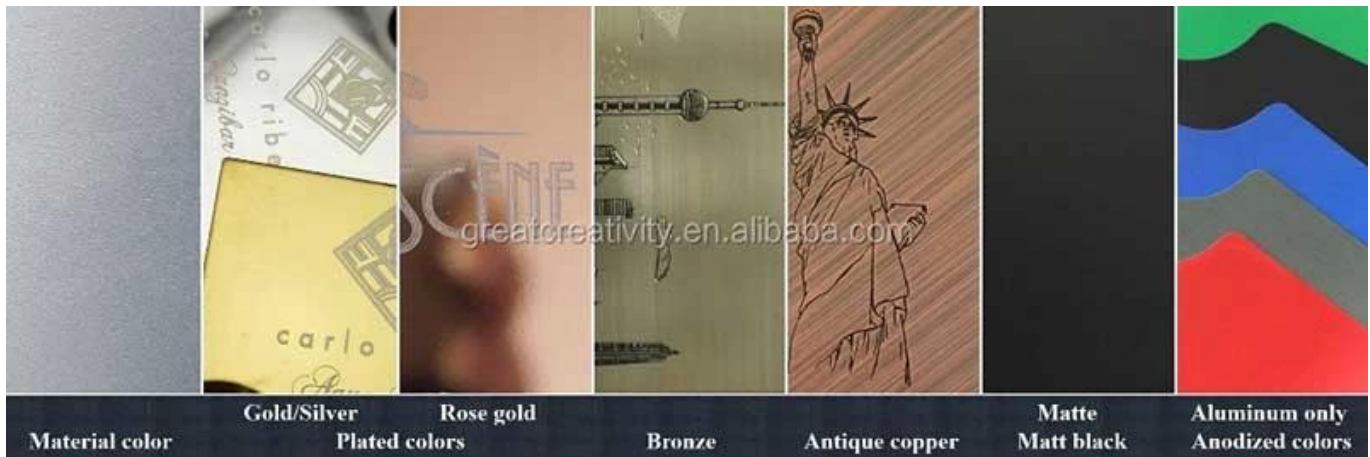 carlo ribe
carlo
SCÉNE
greatcreativity.en.alibaba.com
Gold/Silver
Rose gold
Matte
Aluminum only
Material color
Plated colors
Bronze
Antique copper
Matt black
Anodized colors